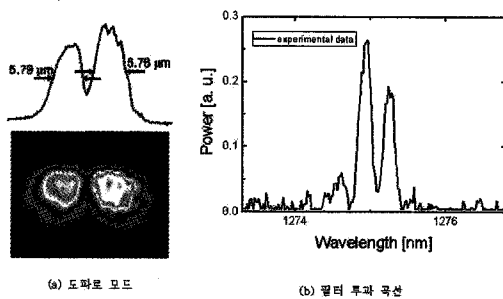 5.79 μm
5.76 μm
experimental data
Power [a. u.]
0.3
0.2
0.1
0.0
1274
1276
Wavelength [nm]
(a) 도파로 모드
(b) 필터 투과 곡선